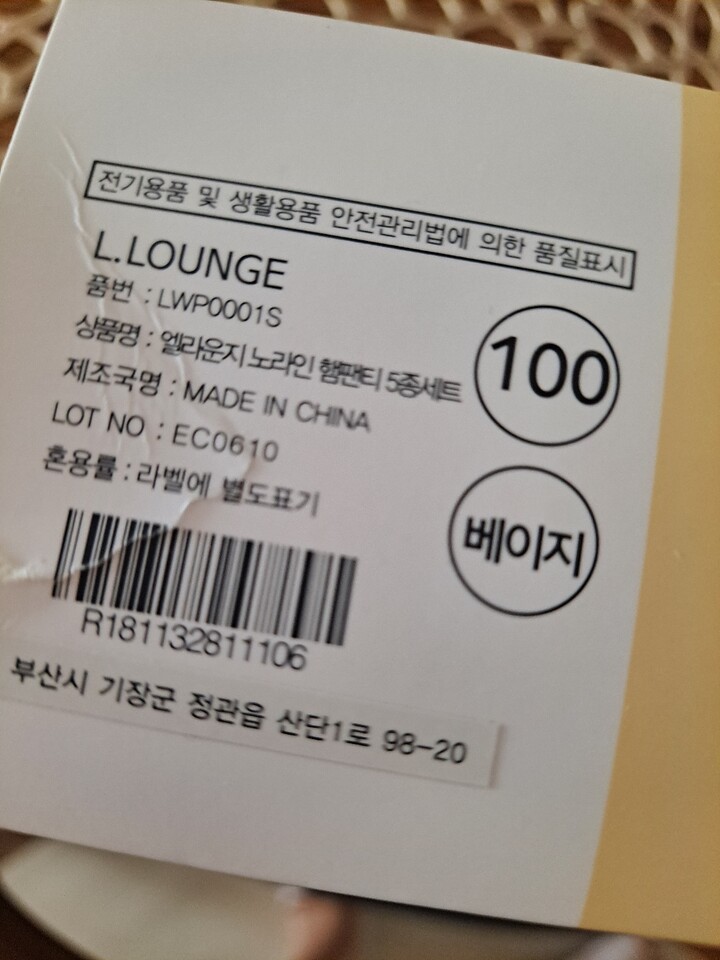 전기용품 및 생활용품 안전관리법에 의한 품질표시
L.LOUNGE
품번 : LWP0001S
상품명 : 엘라운지 노라인 햄팬티 5종세트
제조국명 : MADE IN CHINA
LOT NO : EC0610
혼용률 : 라벨에 별도표기
100
베이지
R181132811106
부산시 기장군 정관읍 산단1로 98-20